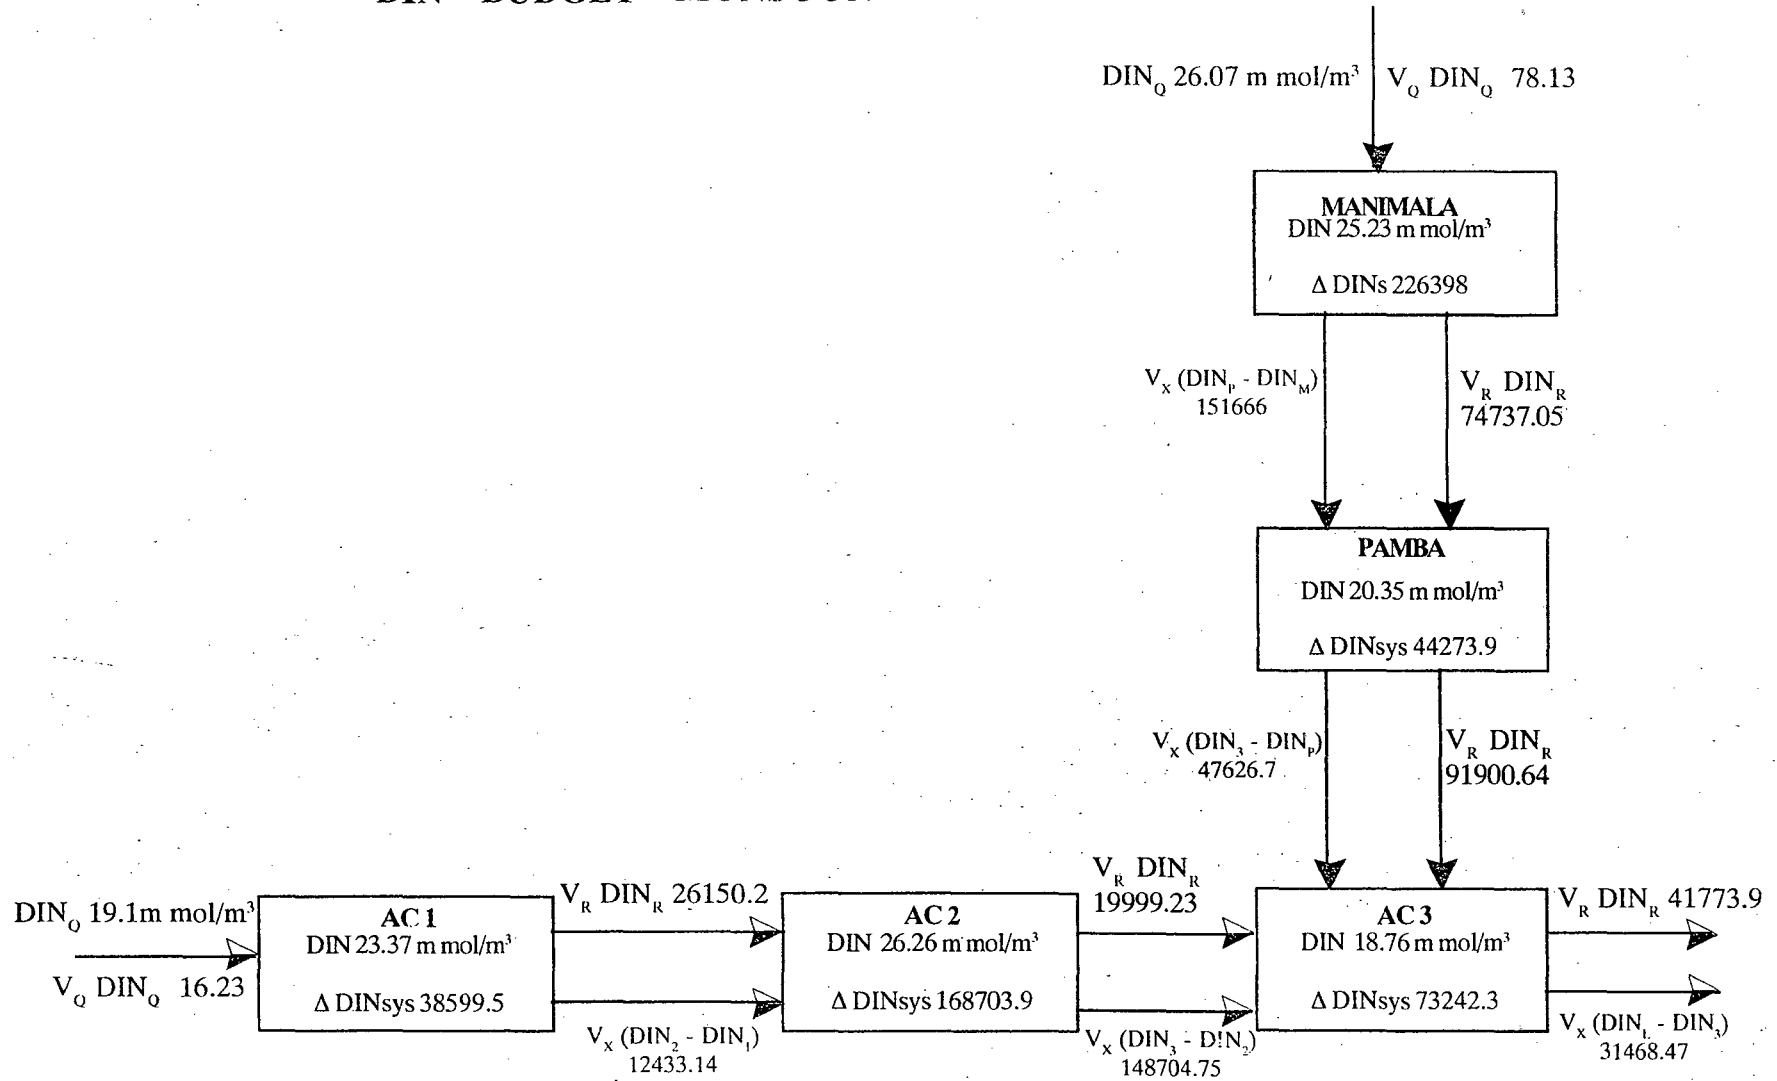 DIN BUDGET
DIN_Q 26.07 m mol/m³
V_Q DIN_Q 78.13
MANIMALA
DIN 25.23 m mol/m³
Δ DINs 226398
V_X (DIN_P - DIN_M)
151666
V_R DIN_R
74737.05
PAMBA
DIN 20.35 m mol/m³
Δ DINsys 44273.9
V_X (DIN_3 - DIN_P)
47626.7
V_R DIN_R
91900.64
DIN_Q 19.1m mol/m³
V_Q DIN_Q 16.23
AC 1
DIN 23.37 m mol/m³
Δ DINsys 38599.5
V_R DIN_R 26150.2
V_X (DIN_2 - DIN_1)
12433.14
AC 2
DIN 26.26 m mol/m³
Δ DINsys 168703.9
V_R DIN_R
19999.23
V_X (DIN_3 - DIN_2)
148704.75
AC 3
DIN 18.76 m mol/m³
Δ DINsys 73242.3
V_R DIN_R 41773.9
V_X (DIN_L - DIN_3)
31468.47